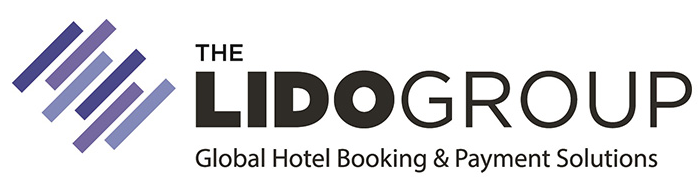 THE
LIDOGROUP
Global Hotel Booking & Payment Solutions